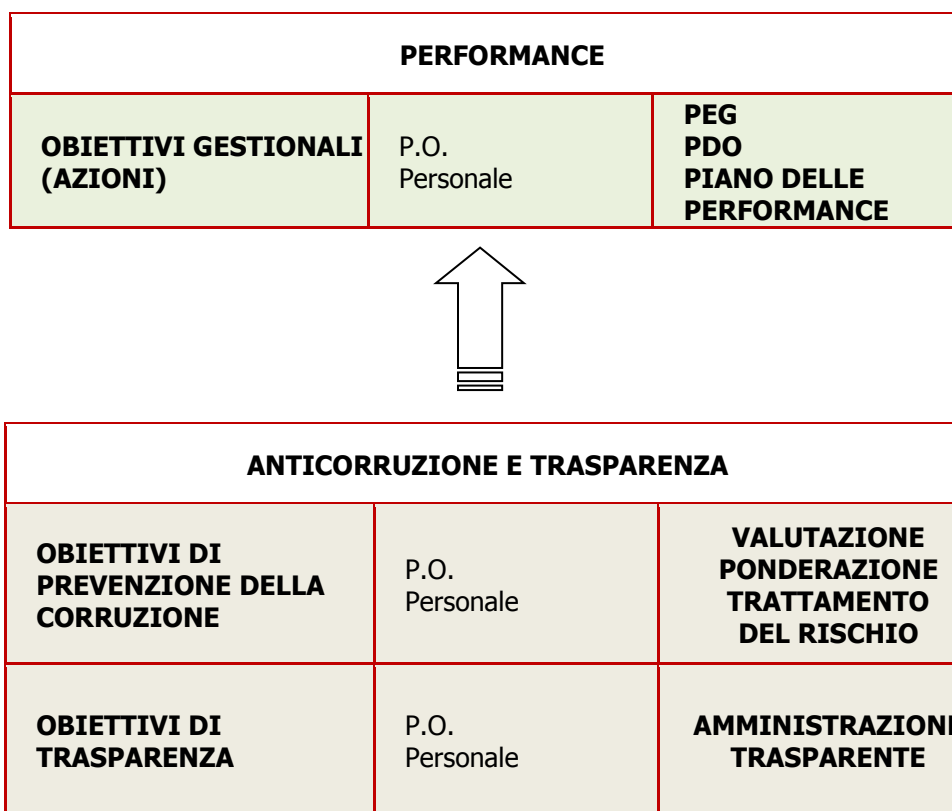 PERFORMANCE
OBIETTIVI GESTIONALI
(AZIONI)
P.O.
Personale
PEG
PDO
PIANO DELLE
PERFORMANCE
ANTICORRUZIONE E TRASPARENZA
OBIETTIVI DI
PREVENZIONE DELLA
CORRUZIONE
P.O.
Personale
VALUTAZIONE
PONDERAZIONE
TRATTAMENTO
DEL RISCHIO
OBIETTIVI DI
TRASPARENZA
P.O.
Personale
AMMINISTRAZIONE
TRASPARENTE